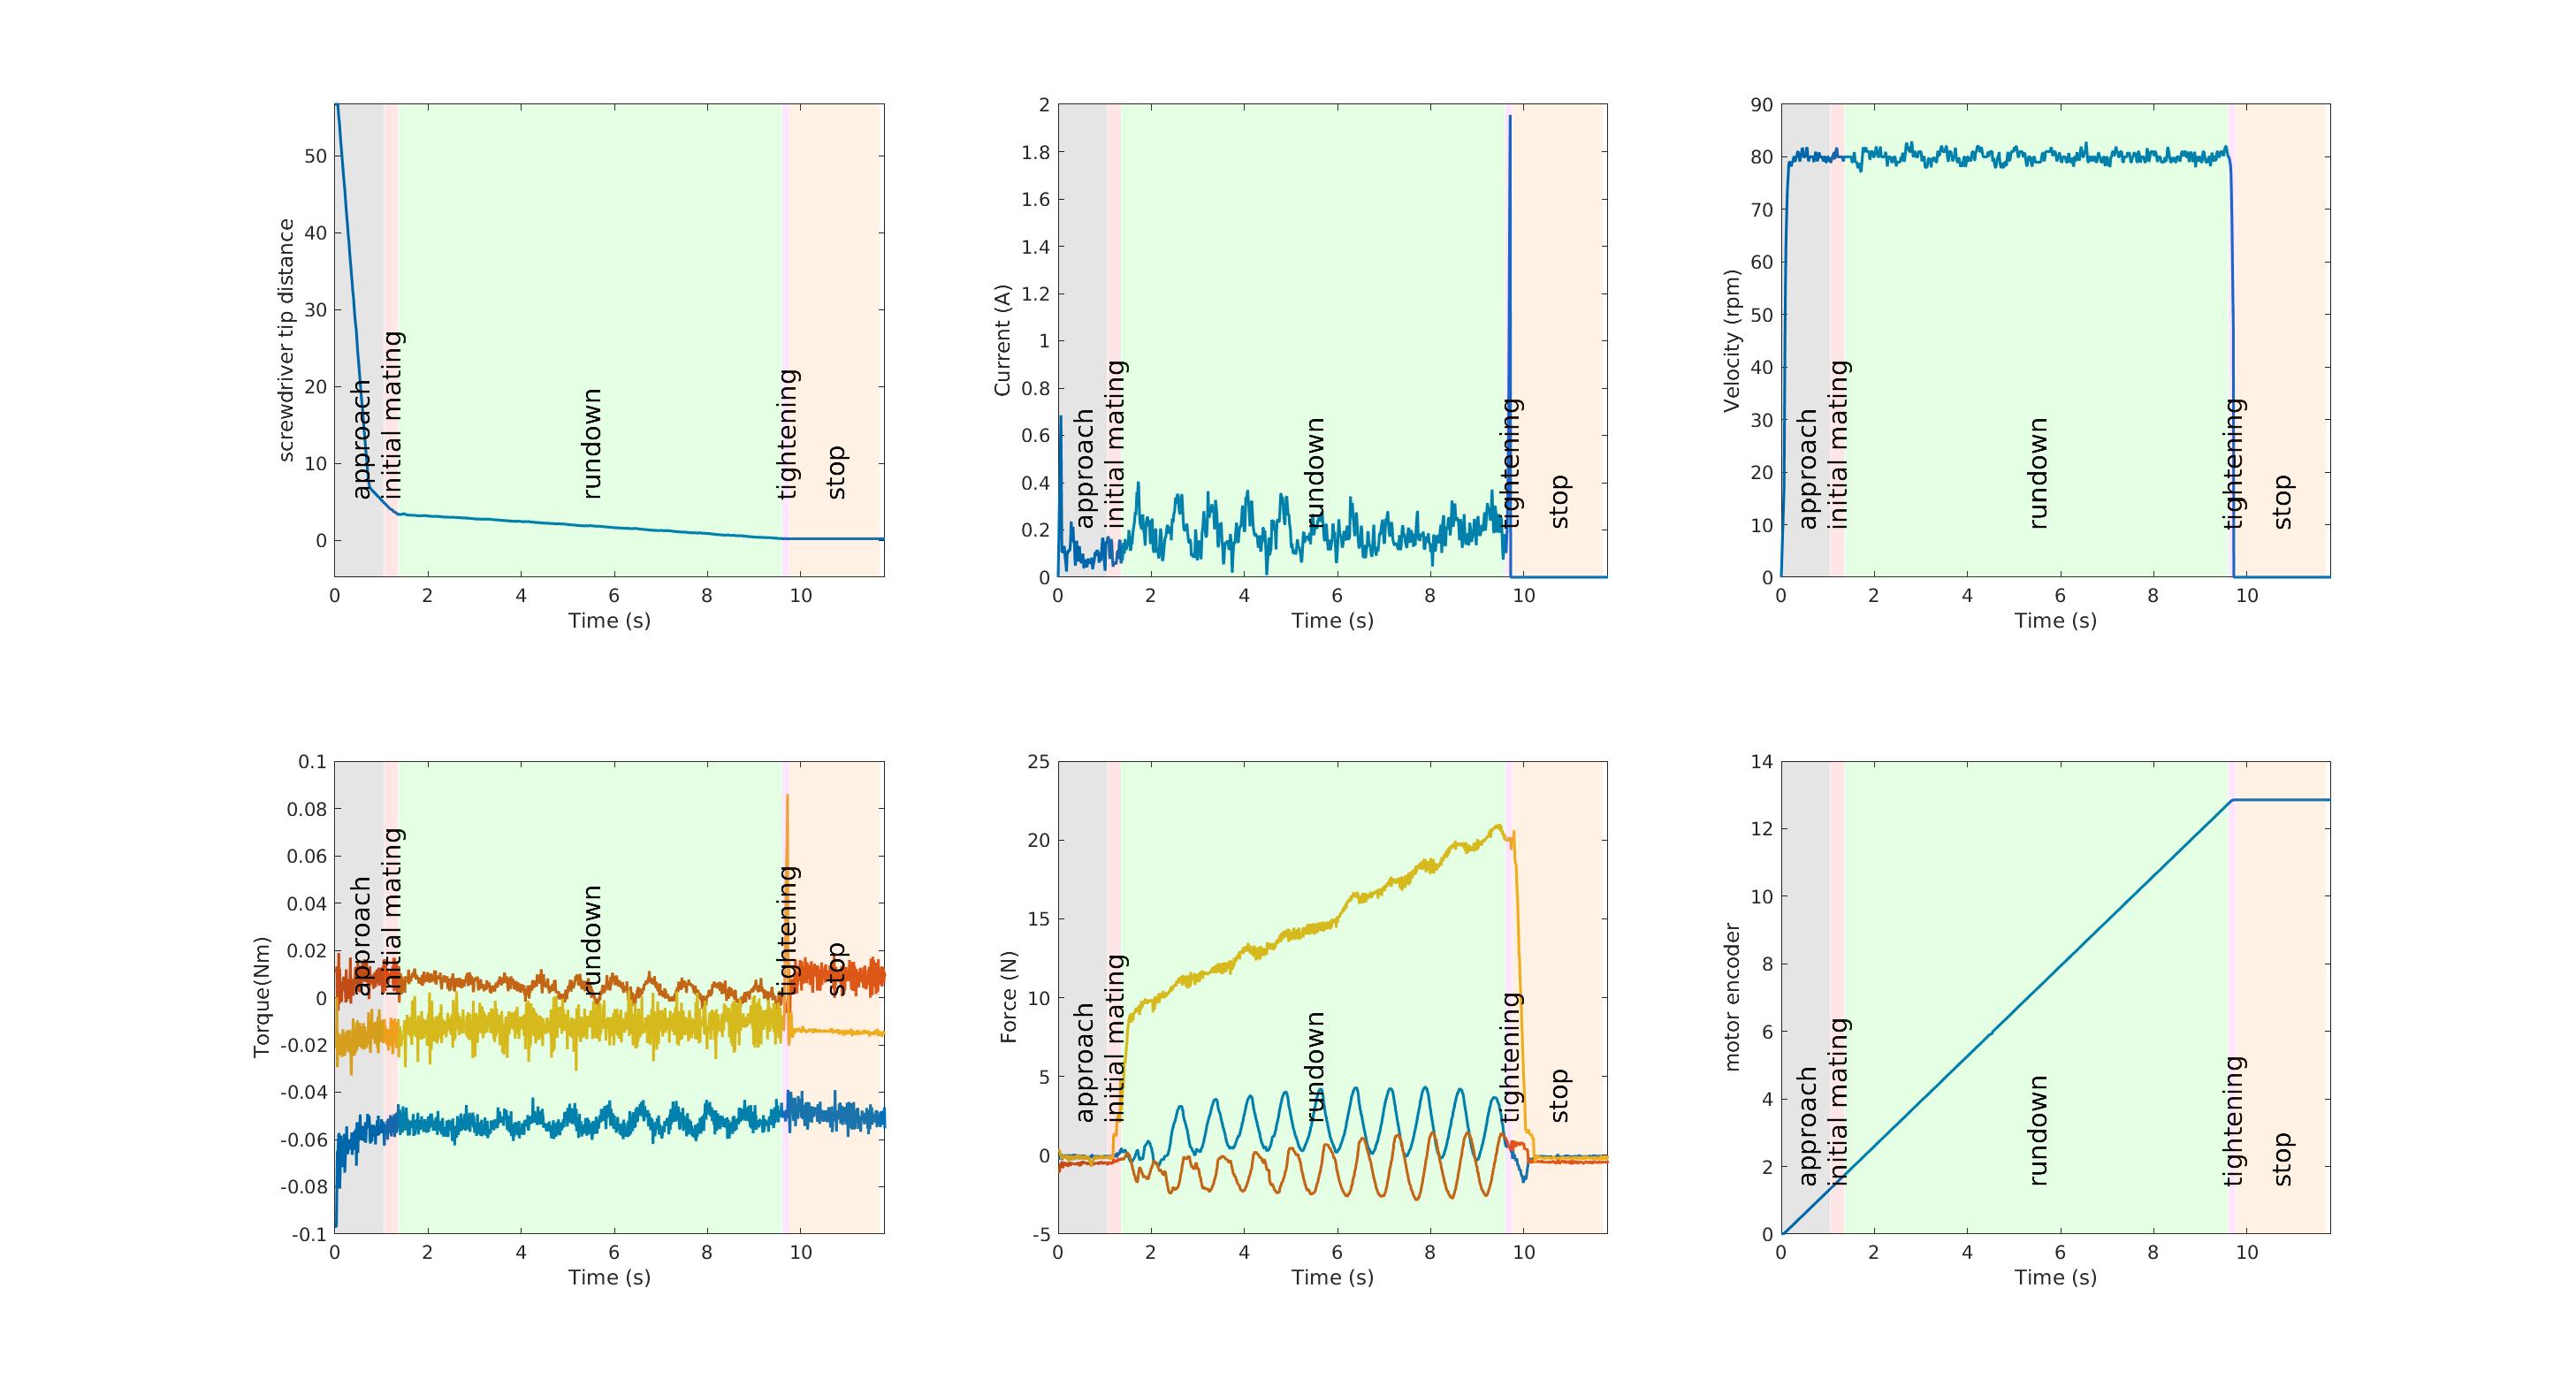 screwdriver tip distance
50
40
30
20
10
0
approach
initial mating
rundown
tightening
stop
0 2 4 6 8 10
Time (s)
Current (A)
2
1.8
1.6
1.4
1.2
1
0.8
0.6
0.4
0.2
0
approach
initial mating
rundown
tightening
stop
0 2 4 6 8 10
Time (s)
Velocity (rpm)
90
80
70
60
50
40
30
20
10
0
approach
initial mating
rundown
tightening
stop
0 2 4 6 8 10
Time (s)
Torque(Nm)
0.1
0.08
0.06
0.04
0.02
0
-0.02
-0.04
-0.06
-0.08
-0.1
approach
initial mating
rundown
tightening
stop
0 2 4 6 8 10
Time (s)
Force (N)
25
20
15
10
5
0
-5
approach
initial mating
rundown
tightening
stop
0 2 4 6 8 10
Time (s)
motor encoder
14
12
10
8
6
4
2
0
approach
initial mating
rundown
tightening
stop
0 2 4 6 8 10
Time (s)